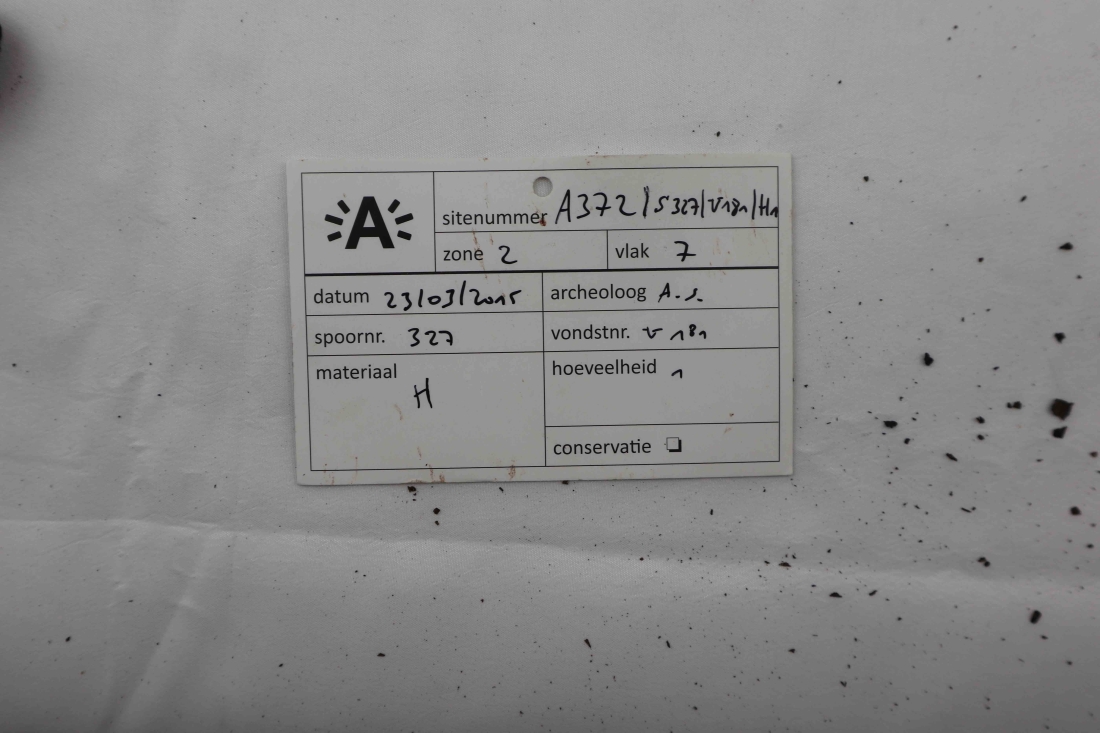 A
sitenummer A372/S327/V181/H1
zone 2 vlak 7
datum 23/03/2015 archeoloog A.S.
spoornr. 327 vondstnr. V 181
materiaal H hoeveelheid 1
conservatie